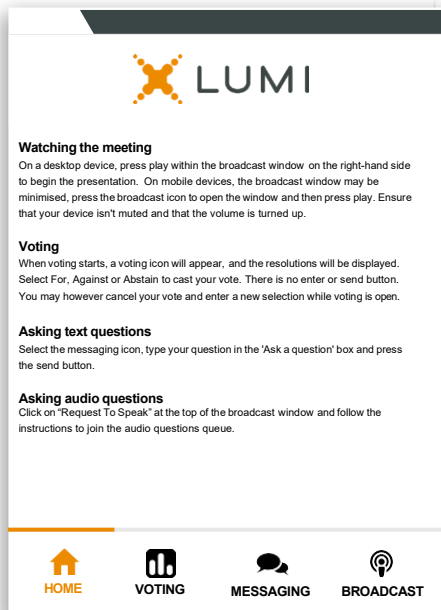 LUMI
Watching the meeting
On a desktop device, press play within the broadcast window on the right-hand side
to begin the presentation. On mobile devices, the broadcast window may be
minimised, press the broadcast icon to open the window and then press play. Ensure
that your device isn't muted and that the volume is turned up.
Voting
When voting starts, a voting icon will appear, and the resolutions will be displayed.
Select For, Against or Abstain to cast your vote. There is no enter or send button.
You may however cancel your vote and enter a new selection while voting is open.
Asking text questions
Select the messaging icon, type your question in the 'Ask a question' box and press
the send button.
Asking audio questions
Click on “Request To Speak” at the top of the broadcast window and follow the
instructions to join the audio questions queue.
HOME VOTING MESSAGING BROADCAST